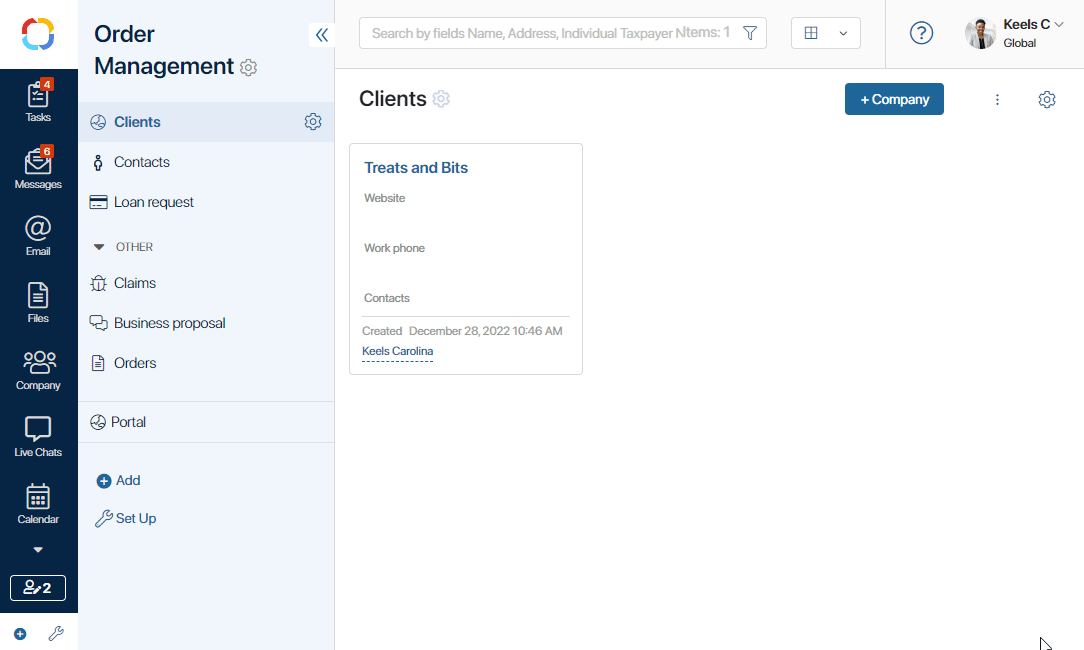 Order
Management
Search by fields Name, Address, Individual Taxpayer N
Items: 1
Keels C
Global
4
Tasks
6
Messages
Email
Files
Company
Live Chats
Calendar
2
Clients
Contacts
Loan request
OTHER
Claims
Business proposal
Orders
Portal
Add
Set Up
Clients
+ Company
Treats and Bits
Website
Work phone
Contacts
Created December 28, 2022 10:46 AM
Keels Carolina